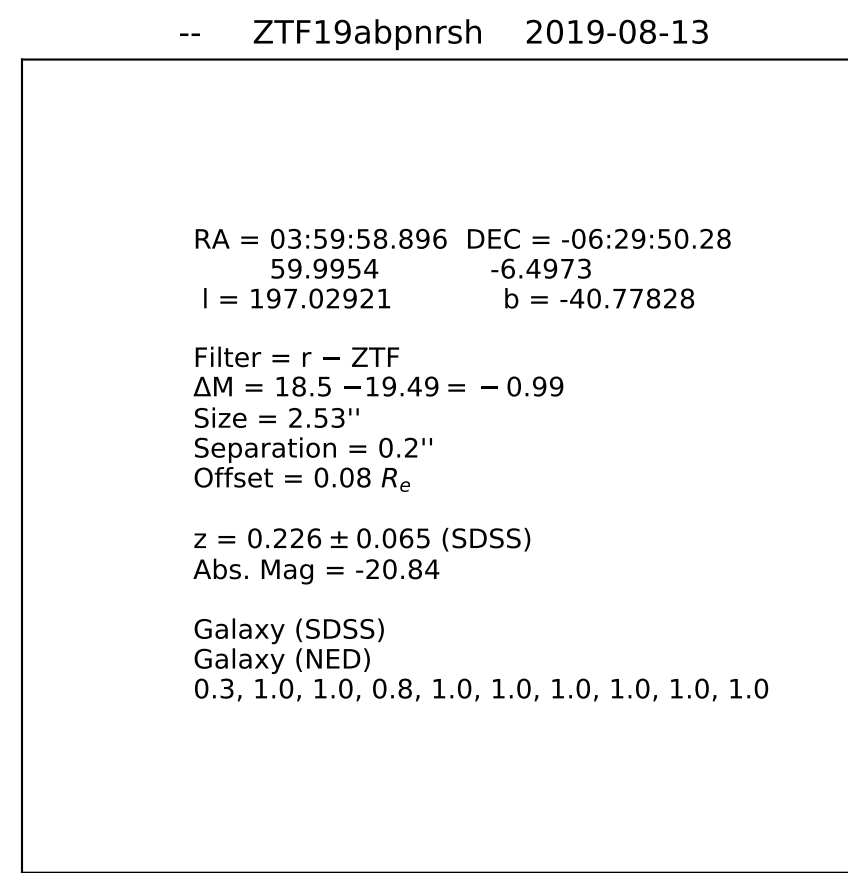 -- ZTF19abpnrsh 2019-08-13
RA = 03:59:58.896 DEC = -06:29:50.28
59.9954 -6.4973
l = 197.02921 b = -40.77828
Filter = r − ZTF
ΔM = 18.5 −19.49 = − 0.99
Size = 2.53''
Separation = 0.2''
Offset = 0.08 Re
z = 0.226 ± 0.065 (SDSS)
Abs. Mag = -20.84
Galaxy (SDSS)
Galaxy (NED)
0.3, 1.0, 1.0, 0.8, 1.0, 1.0, 1.0, 1.0, 1.0, 1.0